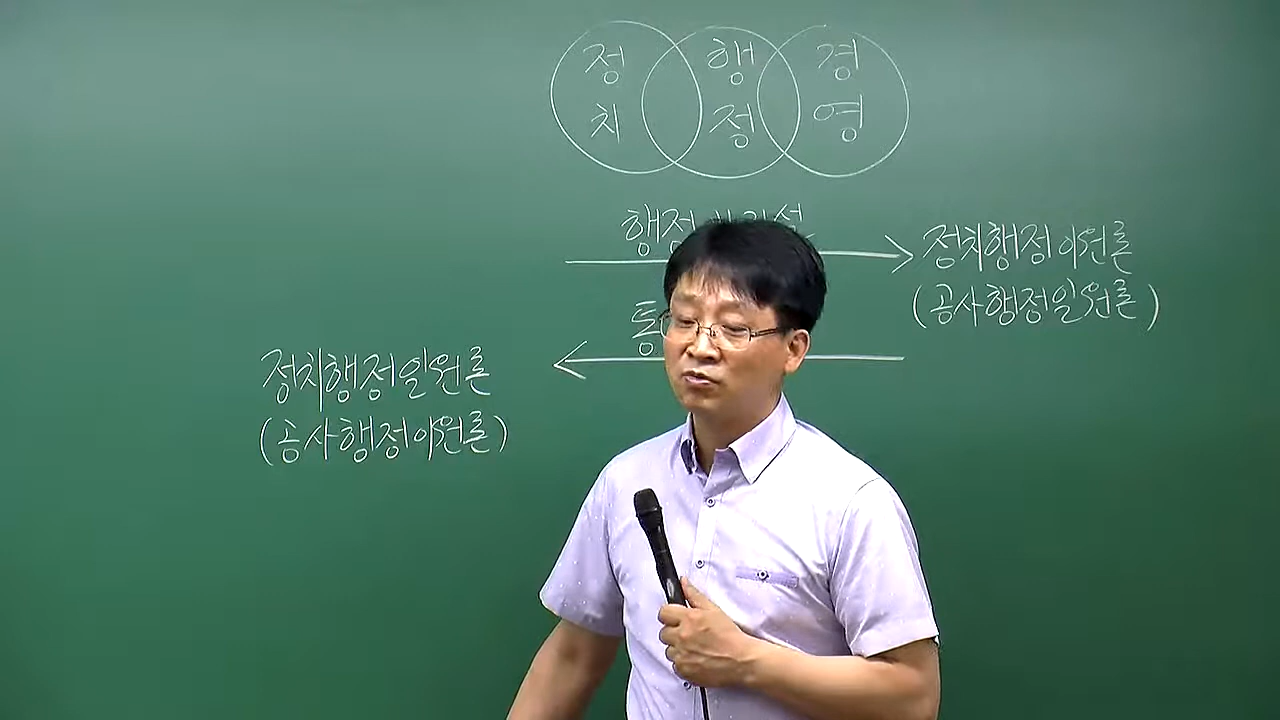 정 행 경
치 정 영
행정
정치행정이원론
(공사행정일원론)
통
정치행정일원론
(공사행정이원론)